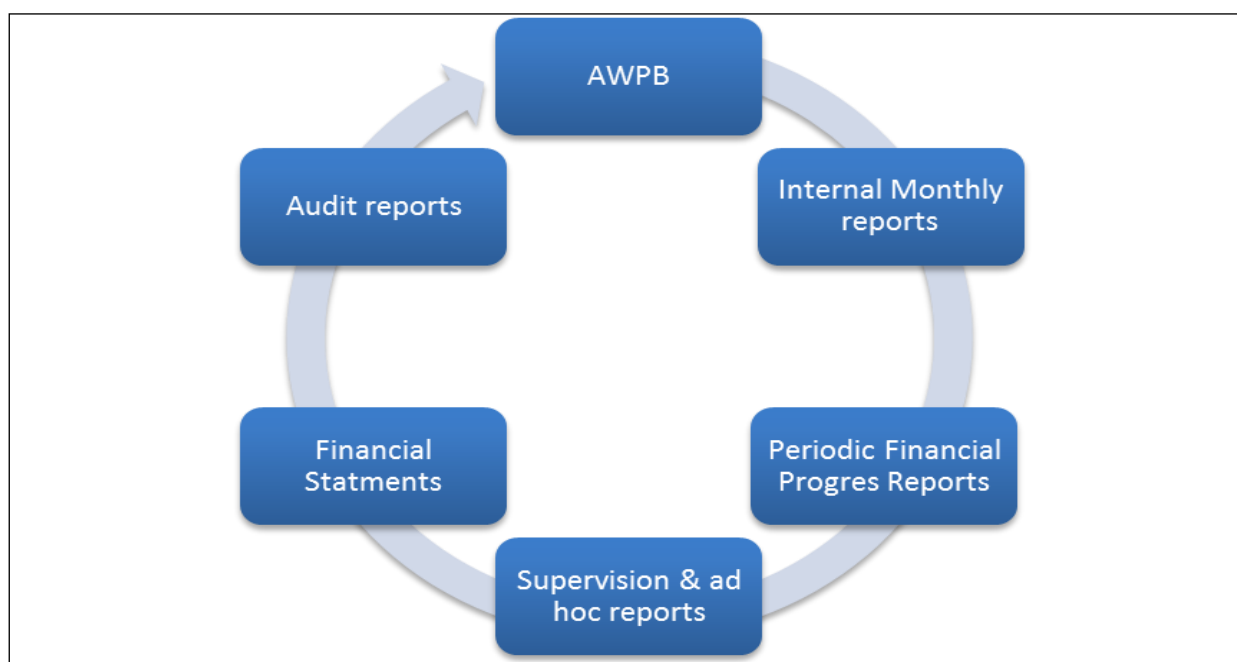 AWPB
Internal Monthly
reports
Periodic Financial
Progres Reports
Supervision & ad
hoc reports
Financial
Statments
Audit reports